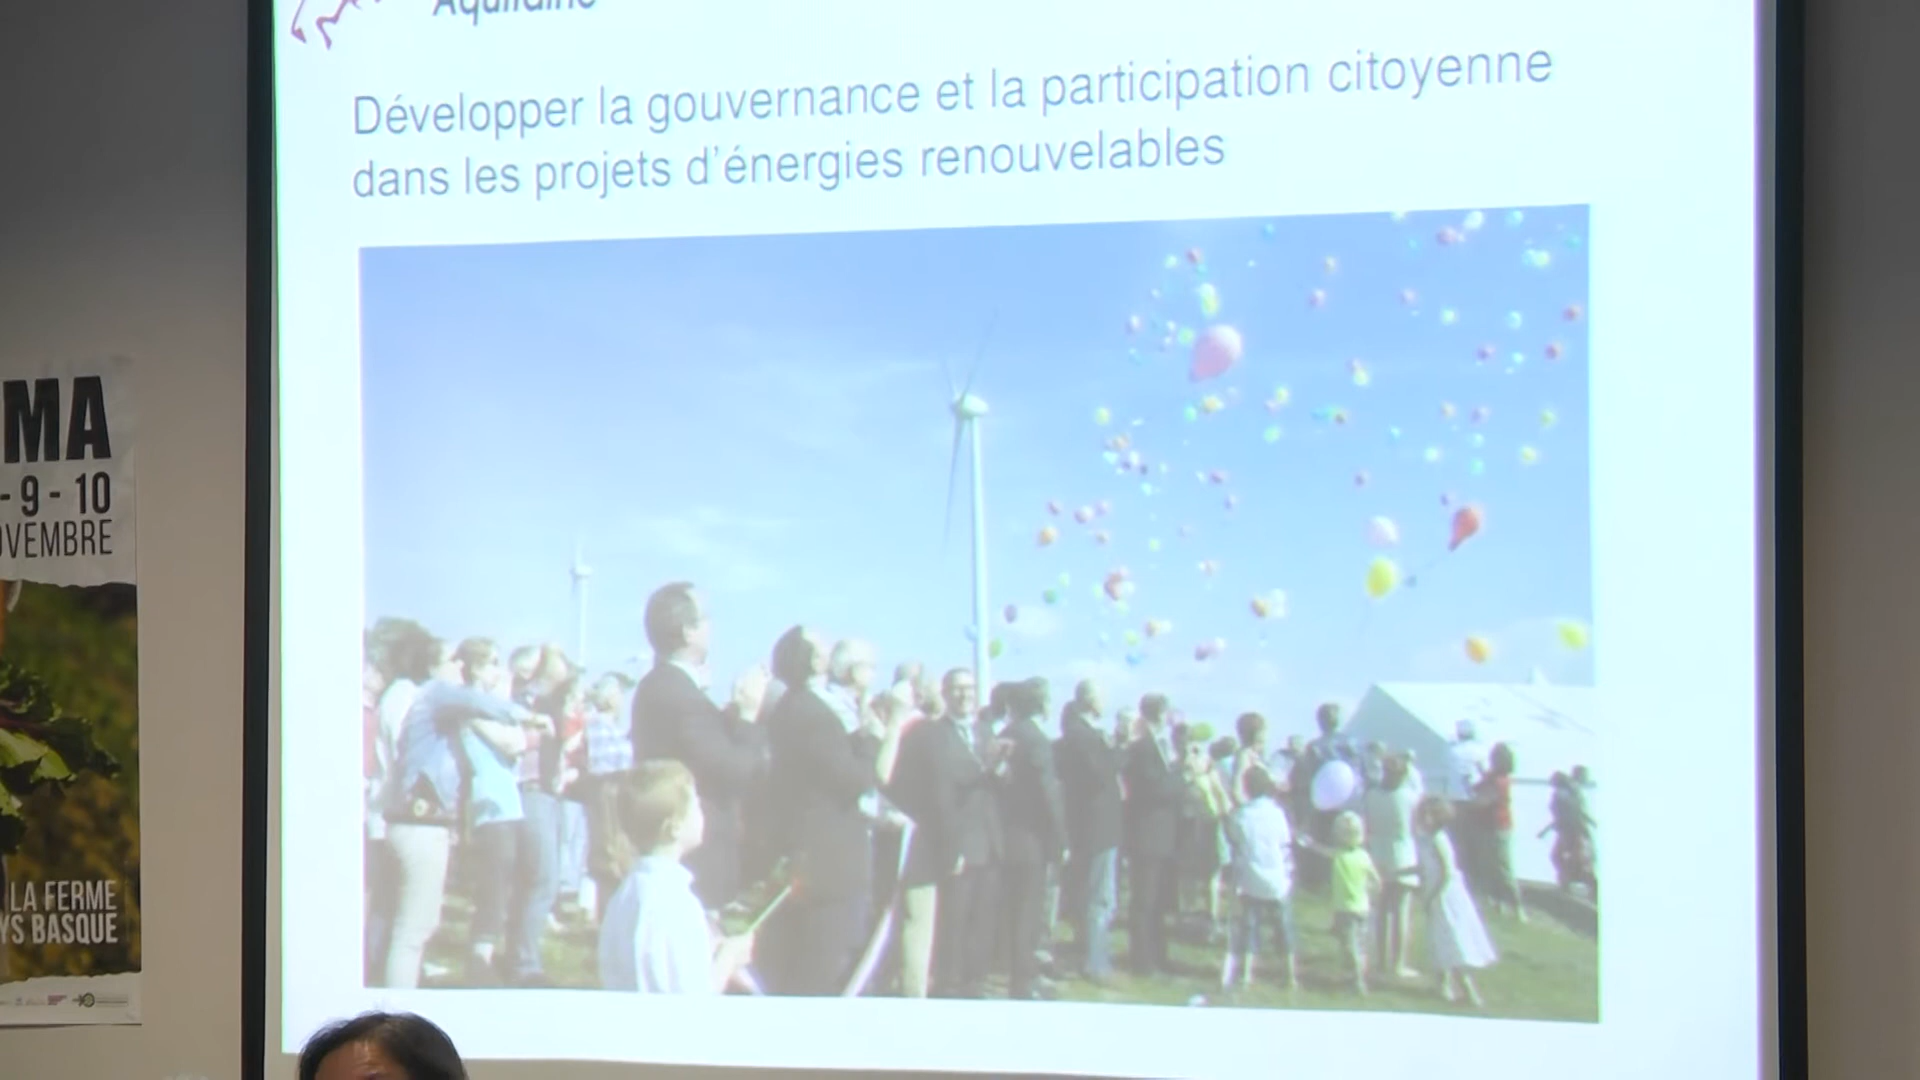 Aquitaine
Développer la gouvernance et la participation citoyenne
dans les projets d'énergies renouvelables
MA
- 9 - 10
OVEMBRE
LA FERME
YS BASQUE